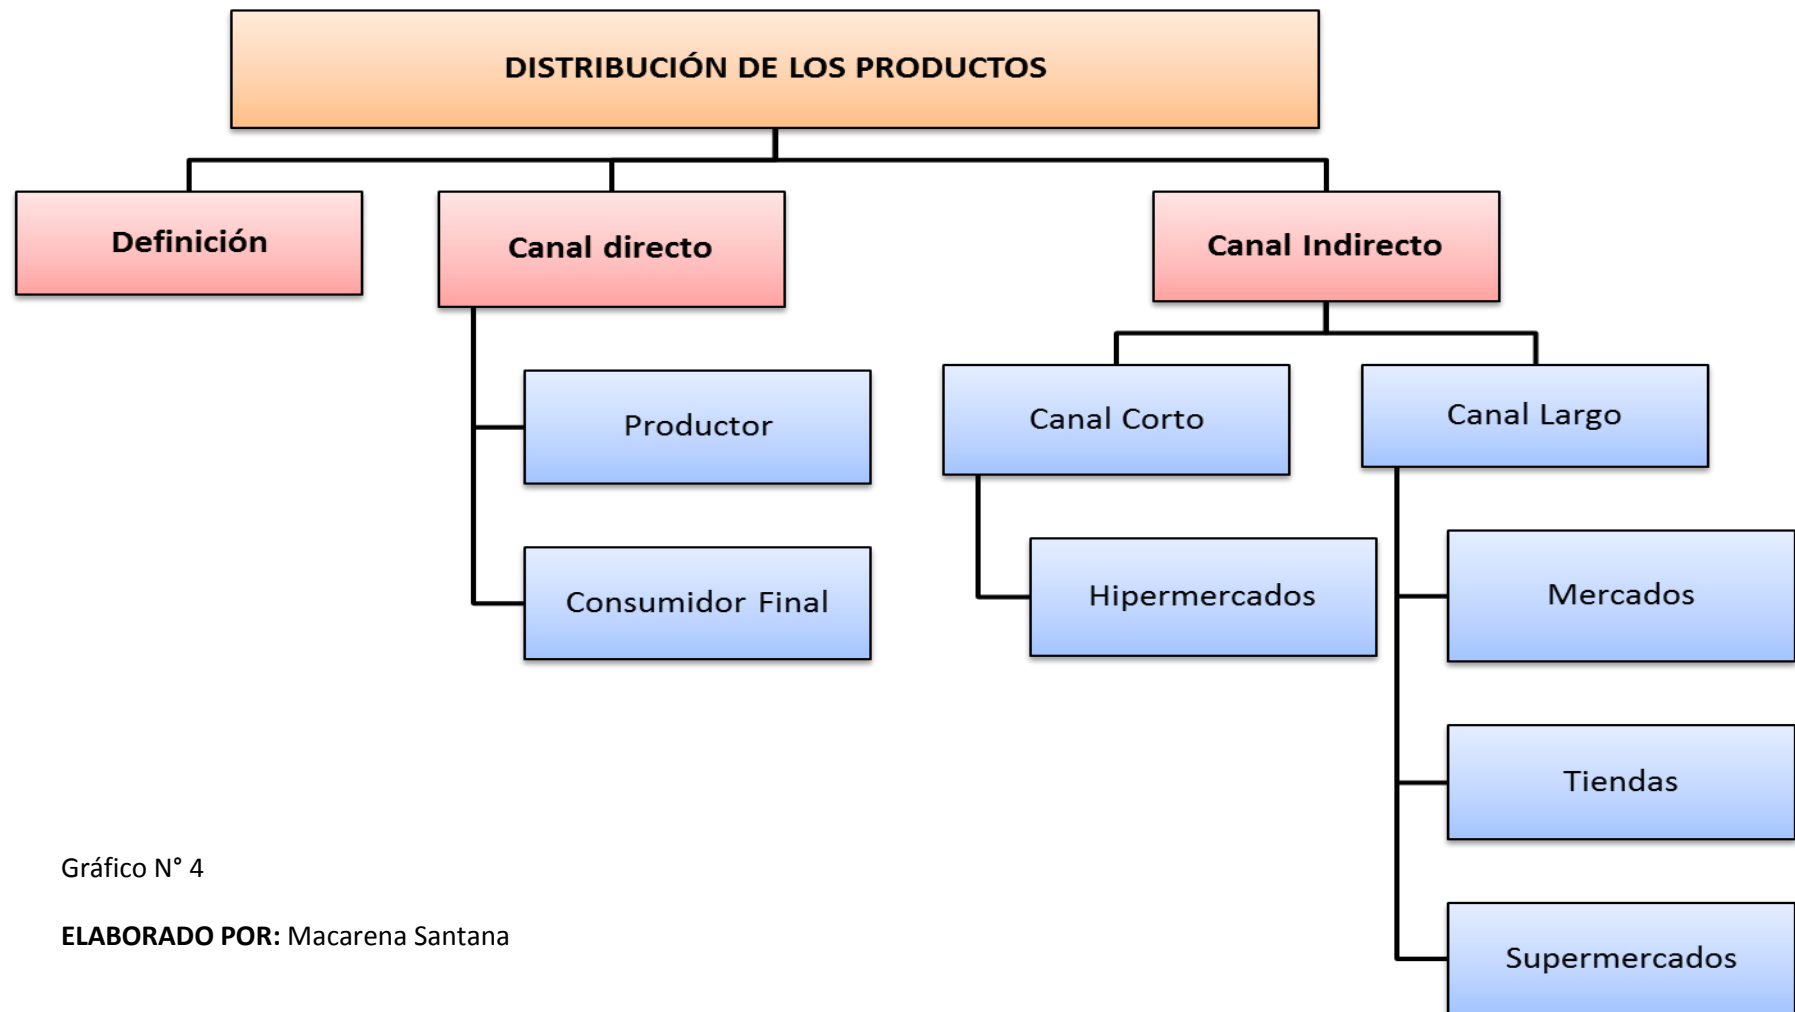 DISTRIBUCIÓN DE LOS PRODUCTOS
Definición
Canal directo
Canal Indirecto
Productor
Consumidor Final
Canal Corto
Canal Largo
Hipermercados
Mercados
Tiendas
Supermercados
Gráfico N° 4
ELABORADO POR: Macarena Santana